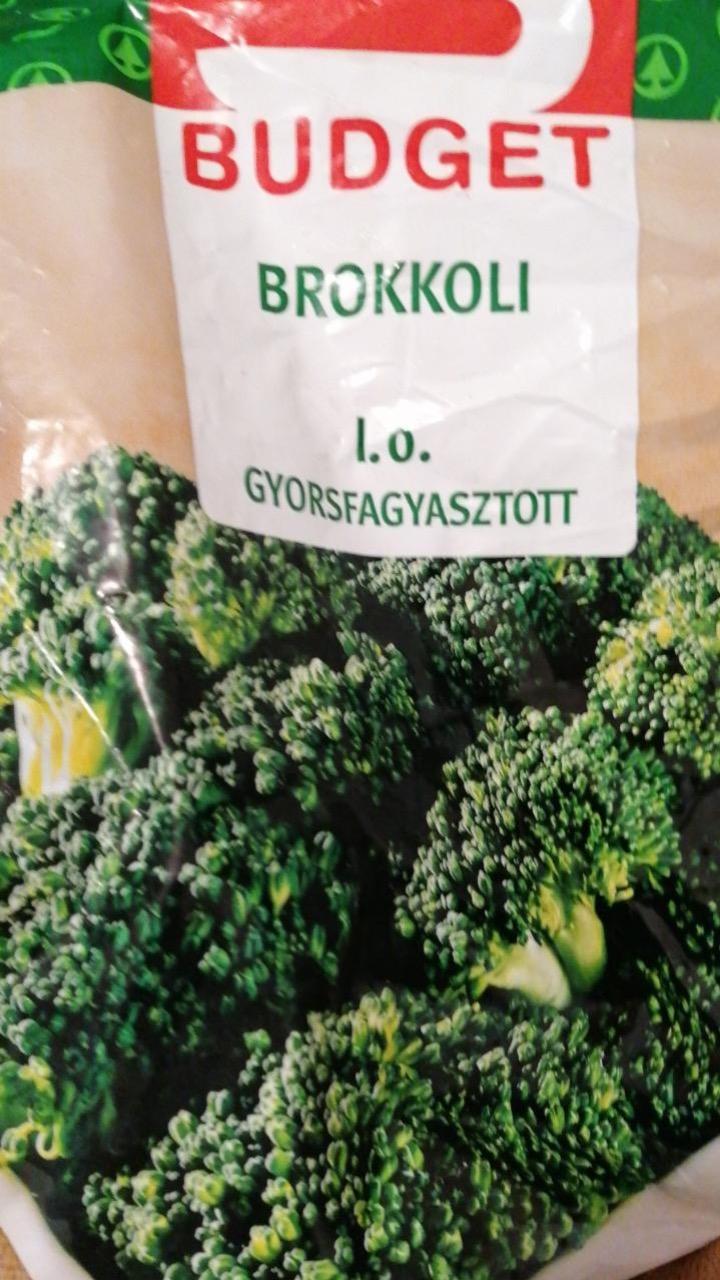 BUDGET
BROKKOLI
I. o.
GYORSFAGYASZTOTT